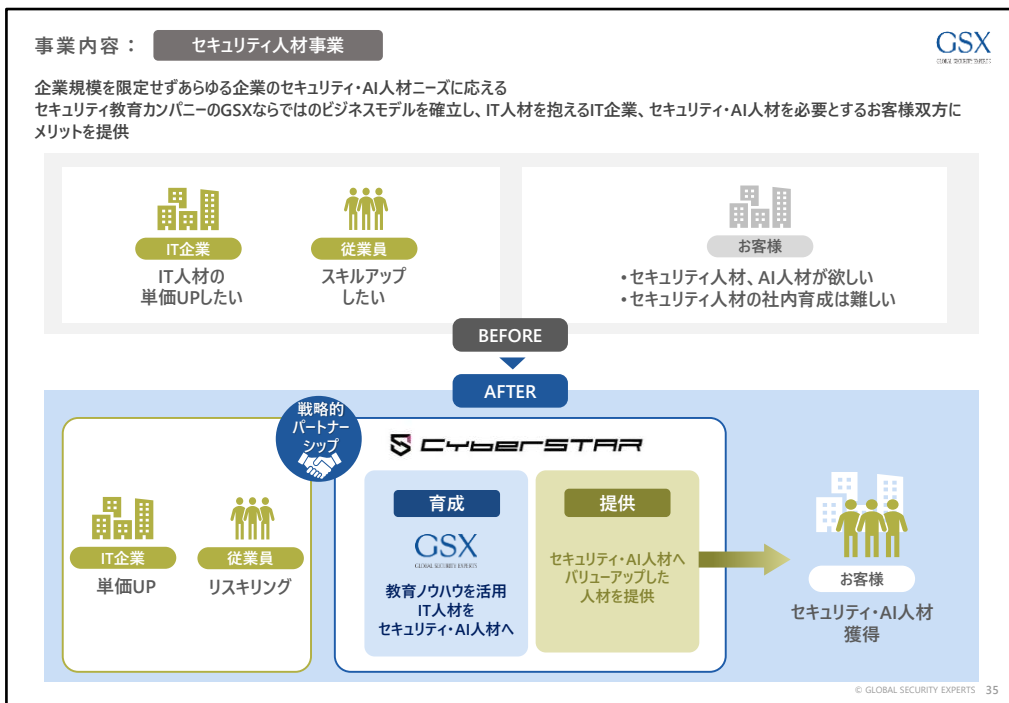 事業内容：
セキュリティ人材事業
GSX
GLOBAL SECURITY EXPERTS
企業規模を限定せずあらゆる企業のセキュリティ・AI人材ニーズに応える
セキュリティ教育カンパニーのGSXならではのビジネスモデルを確立し、IT人材を抱えるIT企業、セキュリティ・AI人材を必要とするお客様双方に
メリットを提供
IT企業
IT人材の
単価UPしたい
従業員
スキルアップ
したい
お客様
・セキュリティ人材、AI人材が欲しい
・セキュリティ人材の社内育成は難しい
BEFORE
AFTER
戦略的
パートナー
シップ
CyberSTAR
IT企業
単価UP
従業員
リスキリング
育成
GSX
GLOBAL SECURITY EXPERTS
教育ノウハウを活用
IT人材を
セキュリティ・AI人材へ
提供
セキュリティ・AI人材へ
バリューアップした
人材を提供
お客様
セキュリティ・AI人材
獲得
© GLOBAL SECURITY EXPERTS 35